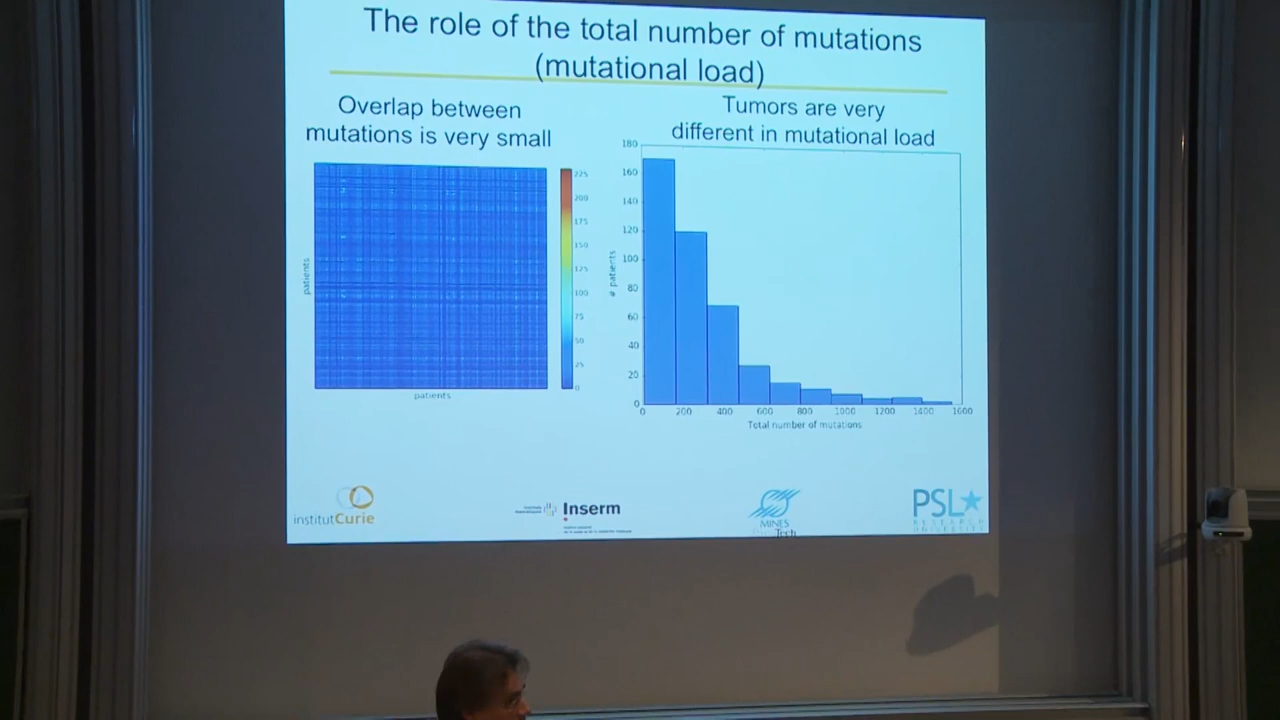 The role of the total number of mutations
(mutational load)
Overlap between
mutations is very small
Tumors are very
different in mutational load
patients
patients
225
200
175
150
125
100
75
50
25
0
# patients
180
160
140
120
100
80
60
40
20
0
0 200 400 600 800 1000 1200 1400 1600
Total number of mutations
institutCurie
Inserm
MINES
Tech
PSL
RESEARCH
UNIVERSITY